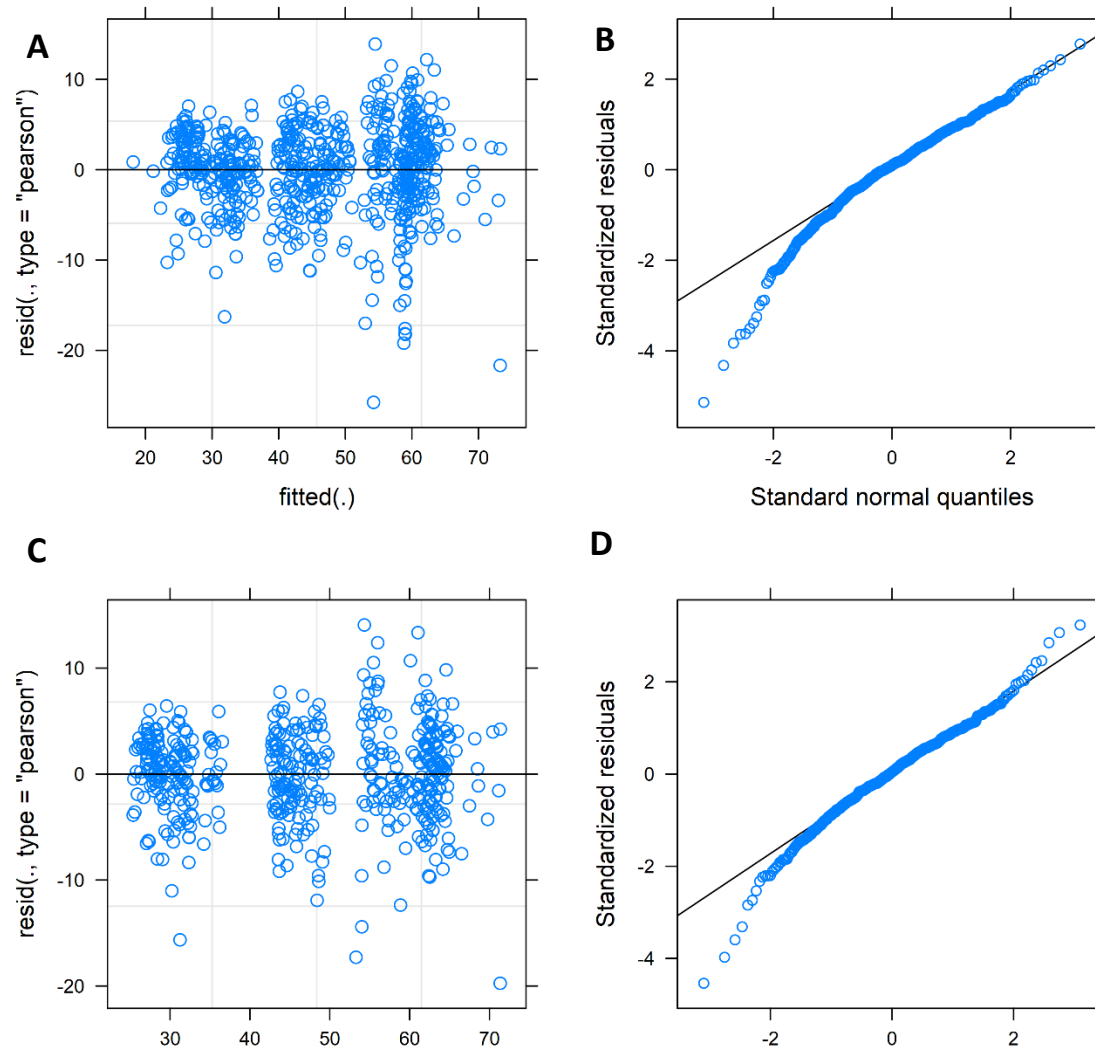 A
resid(., type = "pearson")
10
0
-10
-20
20 30 40 50 60 70
fitted(.)
B
Standardized residuals
2
0
-2
-4
-2 0 2
Standard normal quantiles
C
resid(., type = "pearson")
10
0
-10
-20
30 40 50 60 70
D
Standardized residuals
2
0
-2
-4
-2 0 2